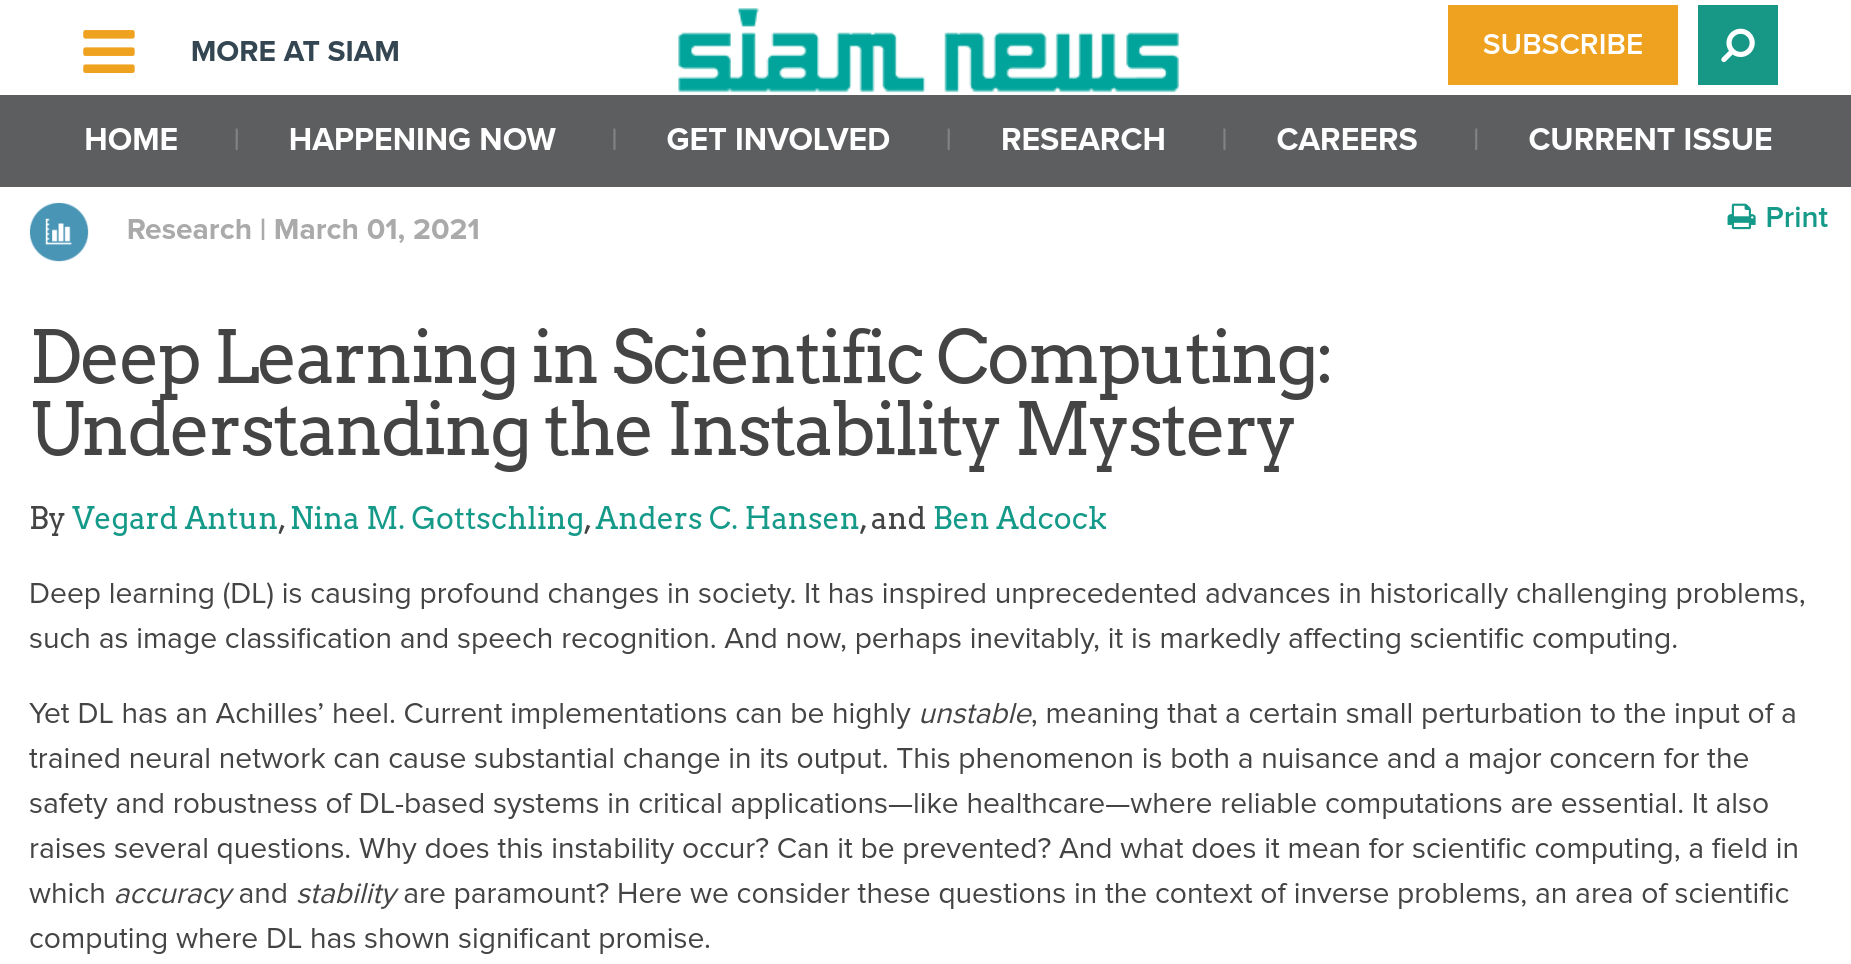 MORE AT SIAM
siam news
SUBSCRIBE
HOME | HAPPENING NOW | GET INVOLVED | RESEARCH | CAREERS | CURRENT ISSUE
Research | March 01, 2021
Print
Deep Learning in Scientific Computing:
Understanding the Instability Mystery
By Vegard Antun, Nina M. Gottschling, Anders C. Hansen, and Ben Adcock
Deep learning (DL) is causing profound changes in society. It has inspired unprecedented advances in historically challenging problems,
such as image classification and speech recognition. And now, perhaps inevitably, it is markedly affecting scientific computing.
Yet DL has an Achilles’ heel. Current implementations can be highly unstable, meaning that a certain small perturbation to the input of a
trained neural network can cause substantial change in its output. This phenomenon is both a nuisance and a major concern for the
safety and robustness of DL-based systems in critical applications—like healthcare—where reliable computations are essential. It also
raises several questions. Why does this instability occur? Can it be prevented? And what does it mean for scientific computing, a field in
which accuracy and stability are paramount? Here we consider these questions in the context of inverse problems, an area of scientific
computing where DL has shown significant promise.